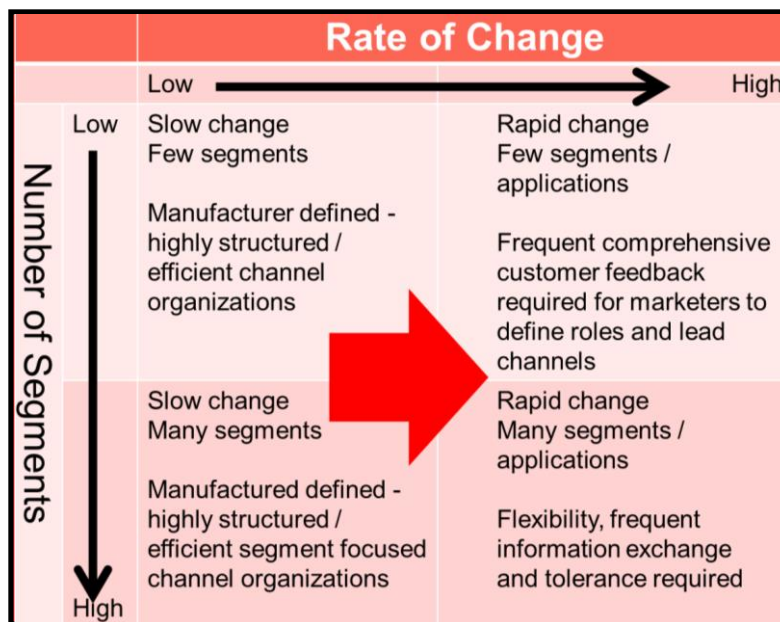 Rate of Change
Low High
Number of Segments
Low
Slow change
Few segments
Manufacturer defined -
highly structured /
efficient channel
organizations
Rapid change
Few segments /
applications
Frequent comprehensive
customer feedback
required for marketers to
define roles and lead
channels
Slow change
Many segments
Manufactured defined -
highly structured /
efficient segment focused
channel organizations
Rapid change
Many segments /
applications
Flexibility, frequent
information exchange
and tolerance required
High